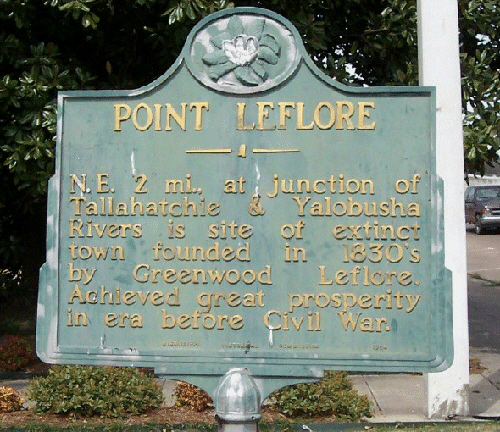 POINT LEFLORE
N.E. 2 mi., at junction of
Tallahatchie & Yalobusha
Rivers is site of extinct
town founded in 1830's
by Greenwood Leflore.
Achieved great prosperity
in era before Civil War.